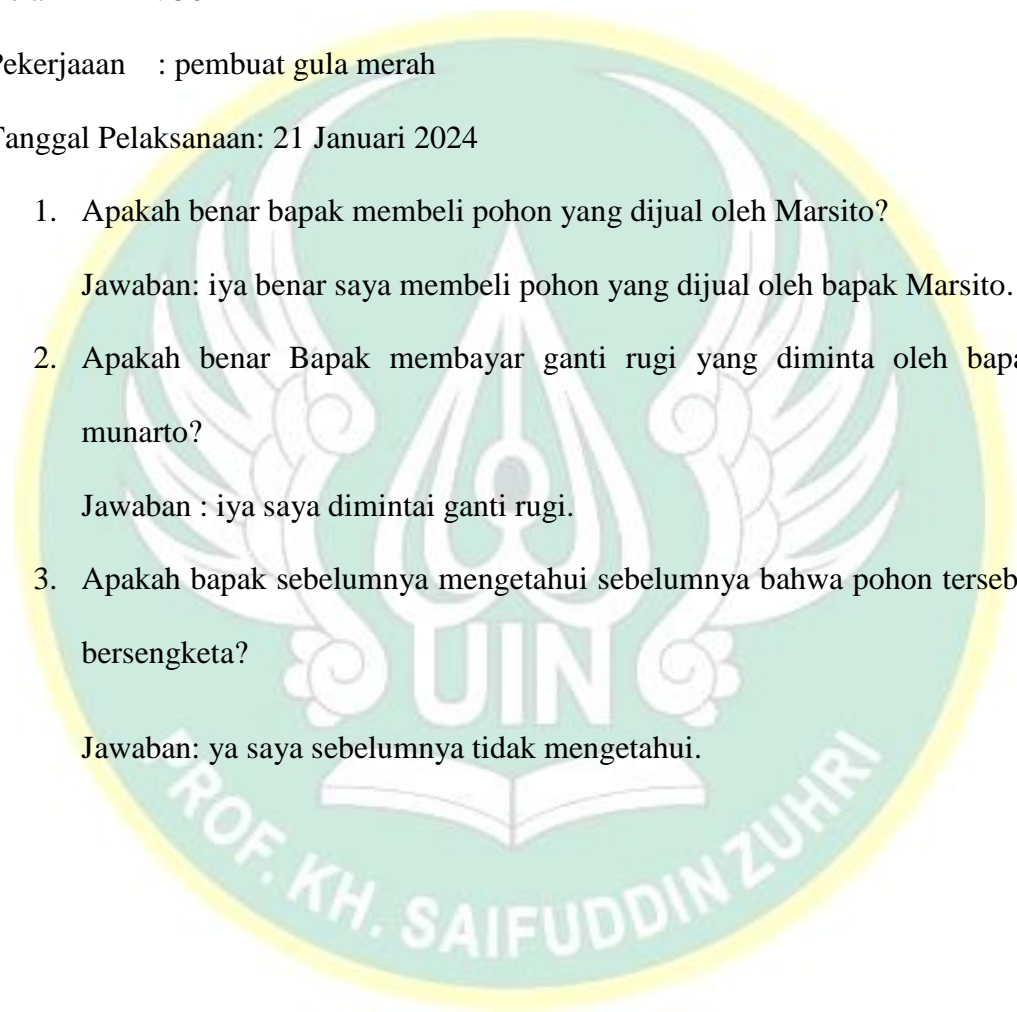 Pekerjaaan : pembuat gula merah
Tanggal Pelaksanaan: 21 Januari 2024
1. Apakah benar bapak membeli pohon yang dijual oleh Marsito?
Jawaban: iya benar saya membeli pohon yang dijual oleh bapak Marsito.
2. Apakah benar Bapak membayar ganti rugi yang diminta oleh
munarto?
Jawaban : iya saya dimintai ganti rugi.
3. Apakah bapak sebelumnya mengetahui sebelumnya bahwa pohon
bersengketa?
Jawaban: ya saya sebelumnya tidak mengetahui.
UIN
PROF. KH. SAIFUDDIN ZUHRI